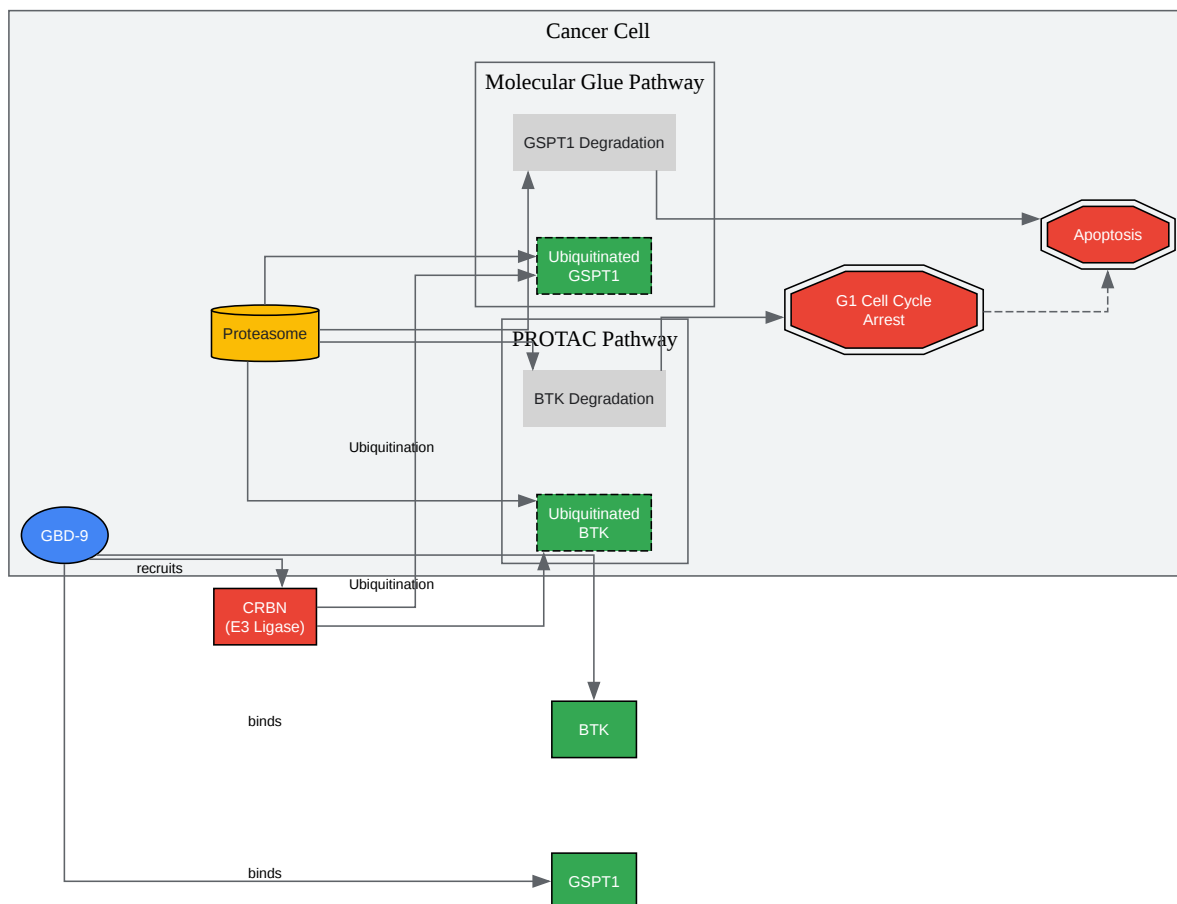 Cancer Cell
Molecular Glue Pathway
GSPT1 Degradation
Apoptosis
Ubiquitinated
GSPT1
G1 Cell Cycle
Arrest
Proteasome
PROTAC Pathway
BTK Degradation
Ubiquitination
Ubiquitinated
BTK
GBD-9
recruits
Ubiquitination
CRBN
(E3 Ligase)
binds
BTK
binds
GSPT1